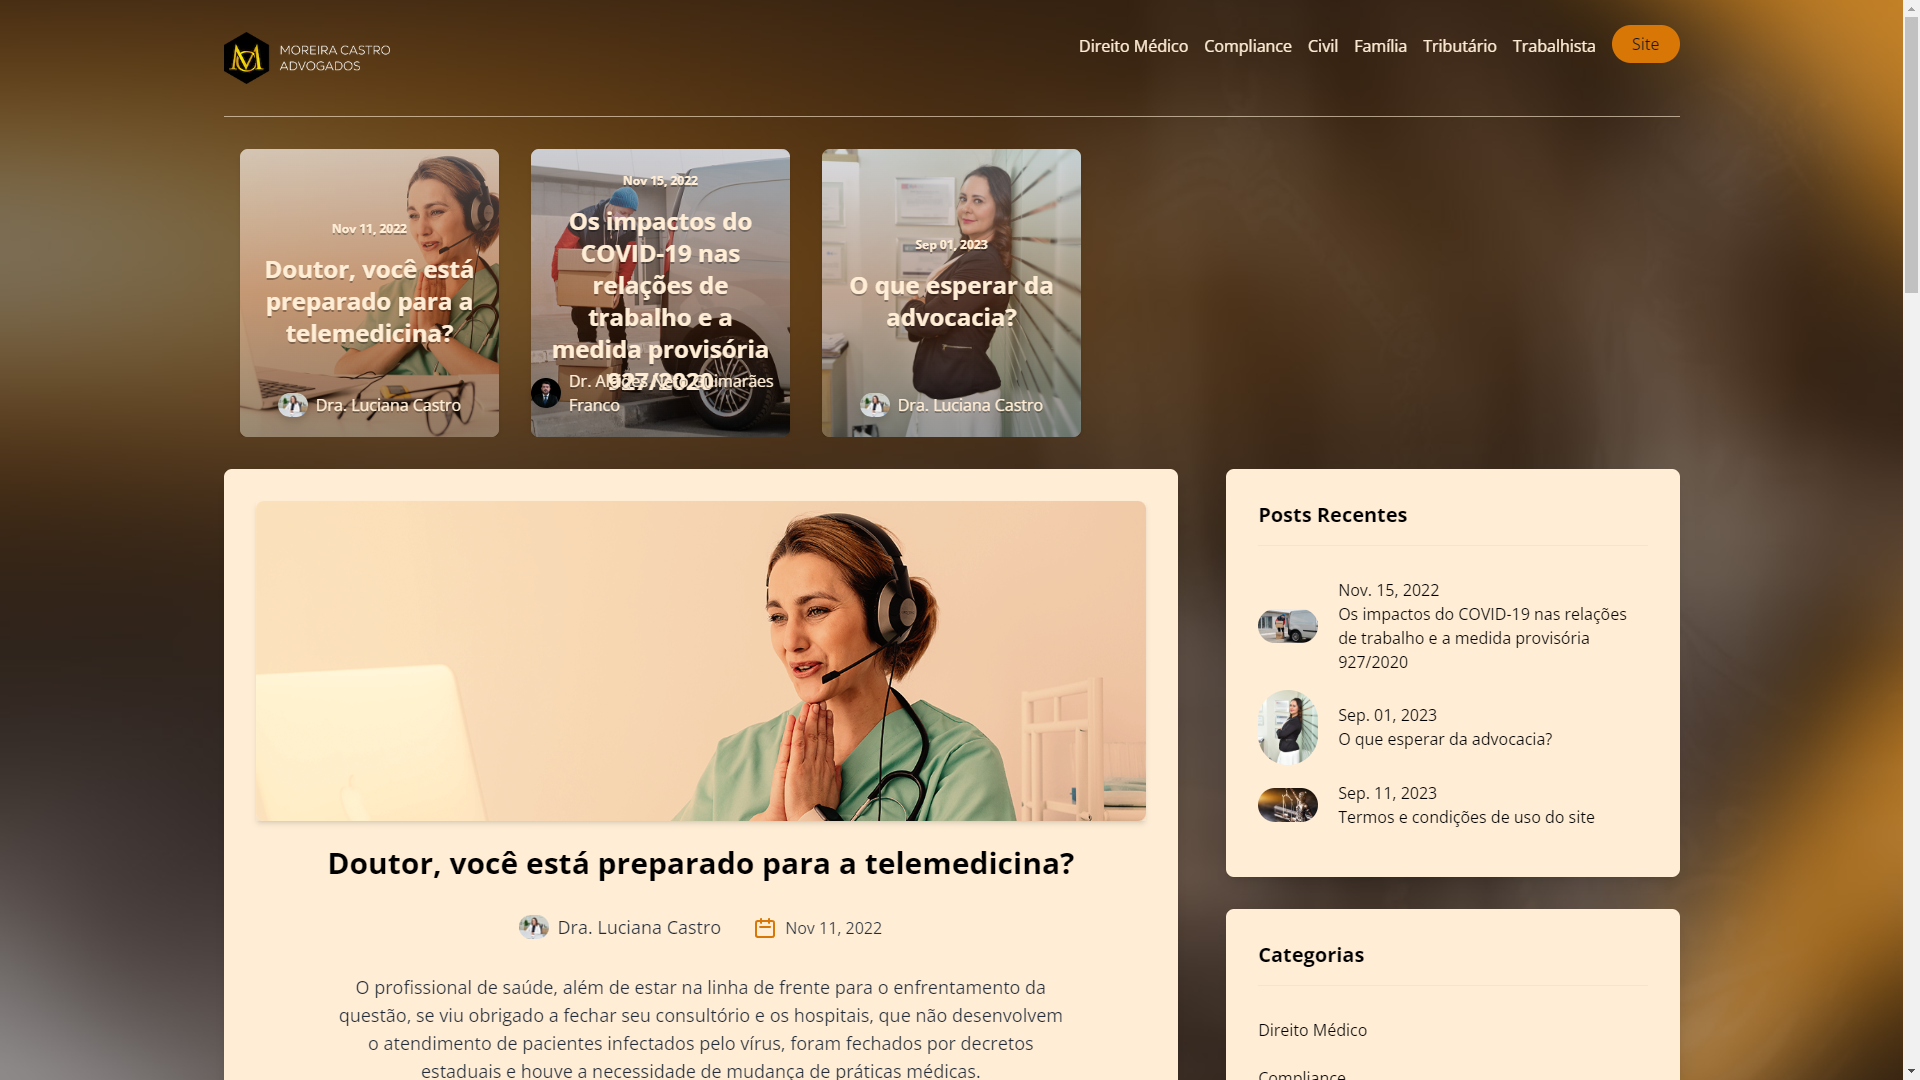 MOREIRA CASTRO
ADVOGADOS
Direito Médico
Compliance
Civil
Família
Tributário
Trabalhista
Site
Nov 11, 2022
Doutor, você está
preparado para a
telemedicina?
Dra. Luciana Castro
Nov 15, 2022
Os impactos do
COVID-19 nas
relações de
trabalho e a
medida provisória
927/2020
Dr. Neto Guimarães
Franco
Sep 01, 2023
O que esperar da
advocacia?
Dra. Luciana Castro
Doutor, você está preparado para a telemedicina?
Dra. Luciana Castro
Nov 11, 2022
O profissional de saúde, além de estar na linha de frente para o enfrentamento da
questão, se viu obrigado a fechar seu consultório e os hospitais, que não desenvolvem
o atendimento de pacientes infectados pelo vírus, foram fechados por decretos
estaduais e houve a necessidade de mudança de práticas médicas.
Posts Recentes
Nov. 15, 2022
Os impactos do COVID-19 nas relações
de trabalho e a medida provisória
927/2020
Sep. 01, 2023
O que esperar da advocacia?
Sep. 11, 2023
Termos e condições de uso do site
Categorias
Direito Médico
Compliance